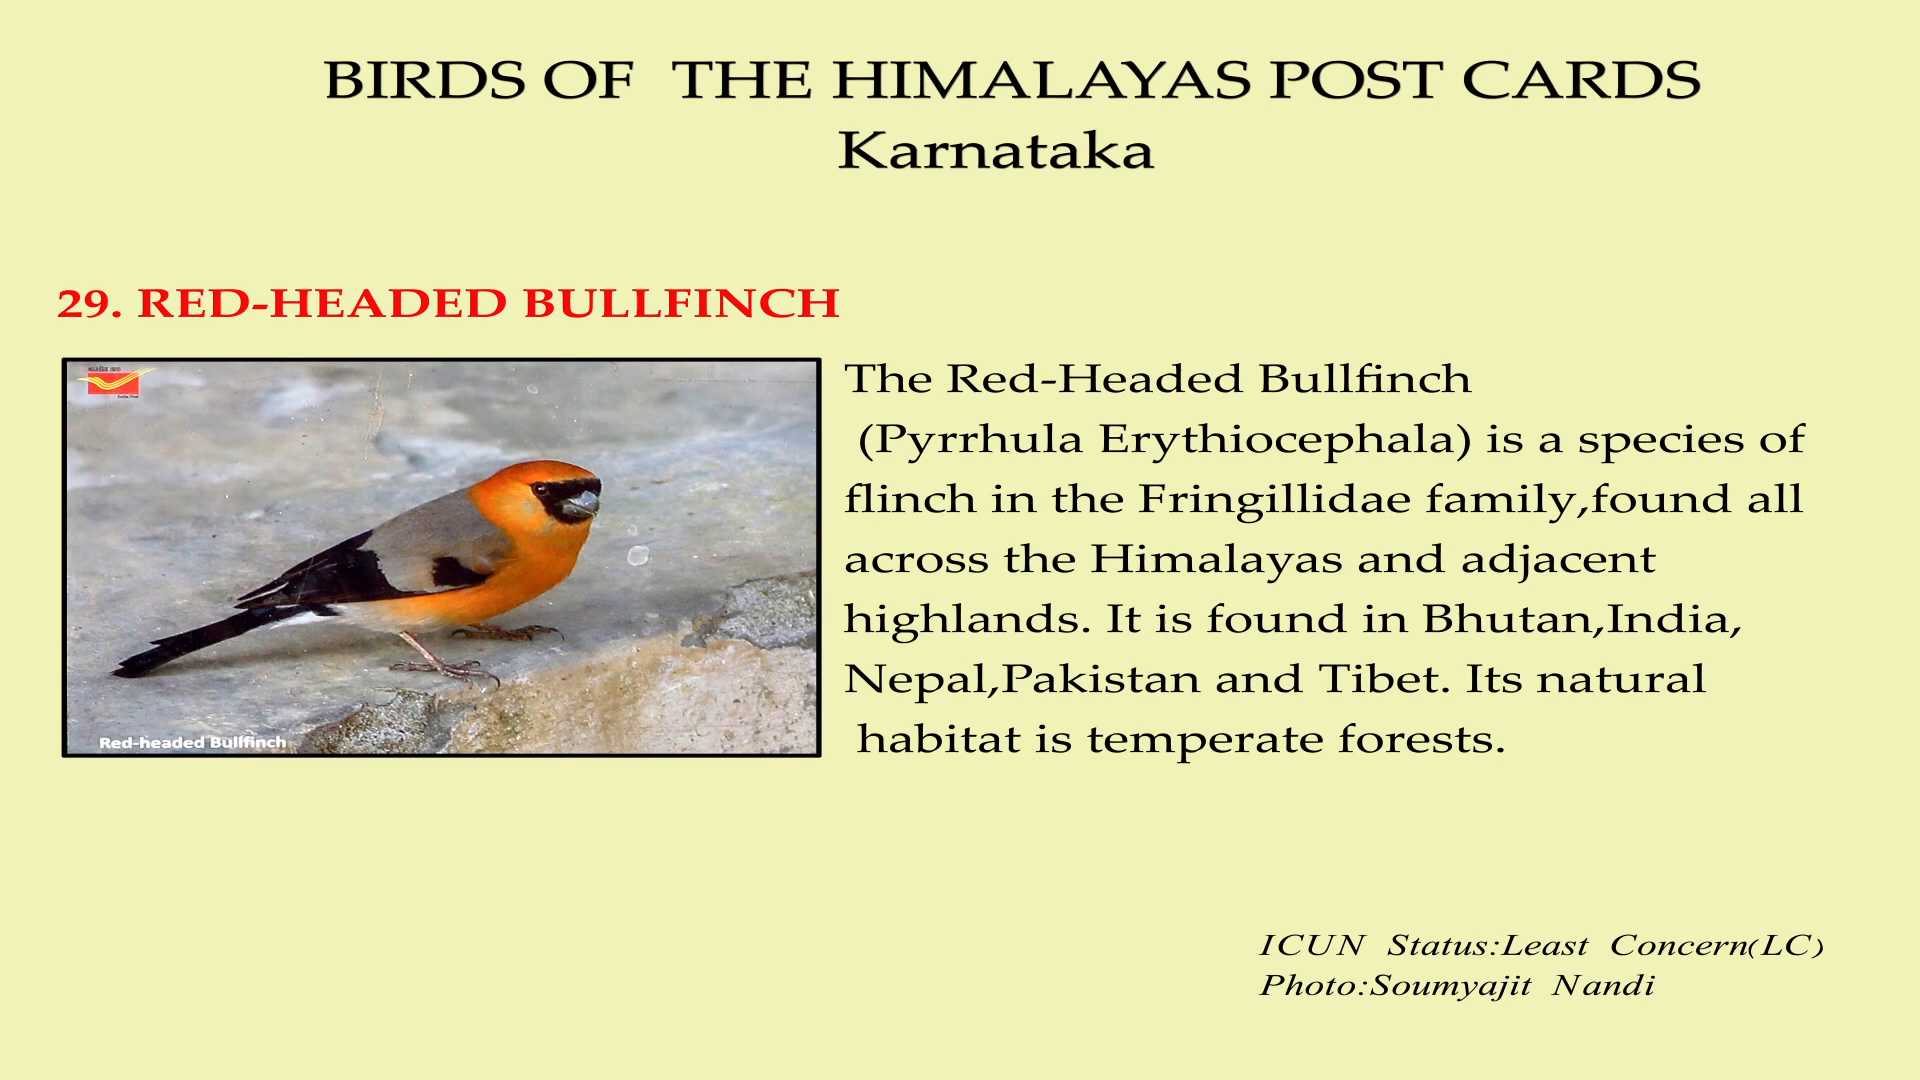 BIRDS OF THE HIMALAYAS POST CARDS
Karnataka
29. RED-HEADED BULLFINCH
भारतीय डाक
India Post
Red-headed Bullfinch
The Red-Headed Bullfinch
(Pyrrhula Erythiocephala) is a species of
flinch in the Fringillidae family,found all
across the Himalayas and adjacent
highlands. It is found in Bhutan,India,
Nepal,Pakistan and Tibet. Its natural
habitat is temperate forests.
ICUN Status:Least Concern(LC)
Photo:Soumyajit Nandi